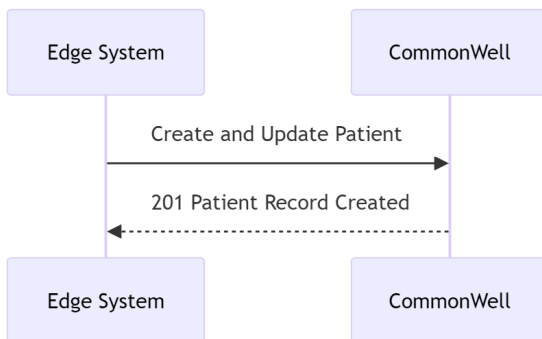 Edge System
CommonWell
Create and Update Patient
201 Patient Record Created
Edge System
CommonWell